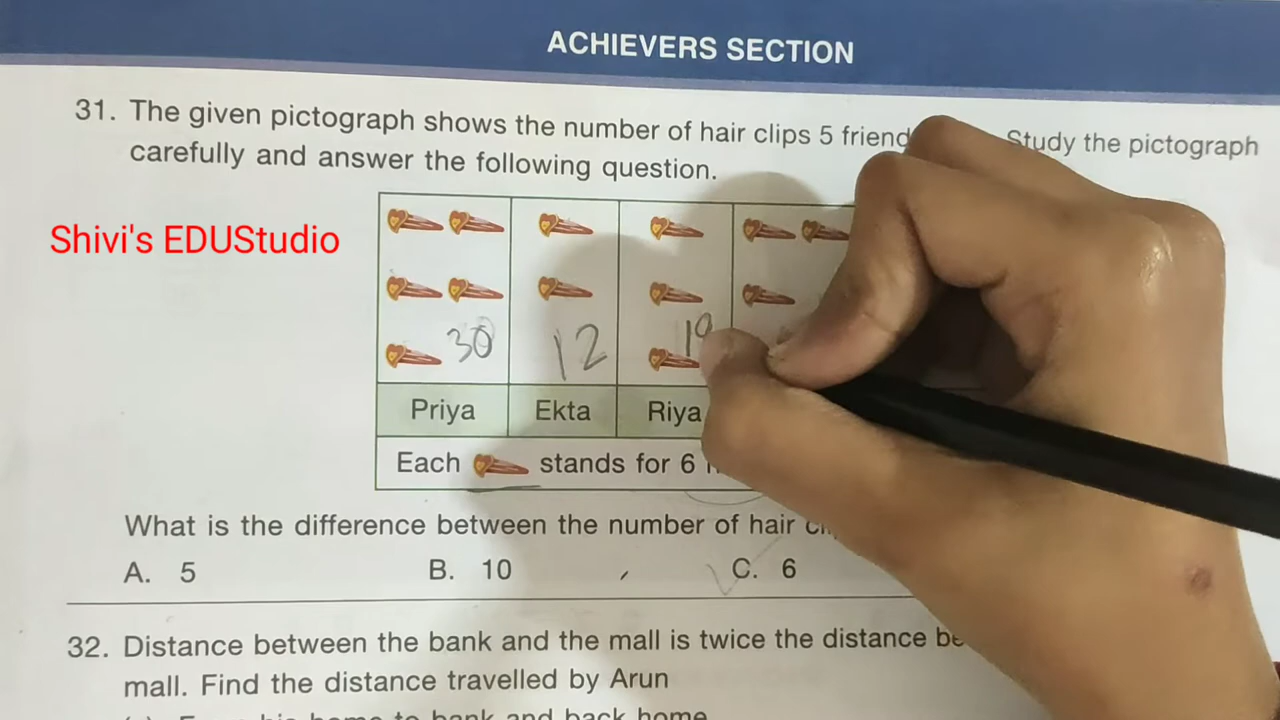 ACHIEVERS SECTION
31. The given pictograph shows the number of hair clips 5 friend Study the pictograph
carefully and answer the following question.
Shivi's EDUStudio
30 12
Priya Ekta Riya
Each stands for 6
What is the difference between the number of hair
A. 5 B. 10 C. 6
32. Distance between the bank and the mall is twice the distance
mall. Find the distance travelled by Arun